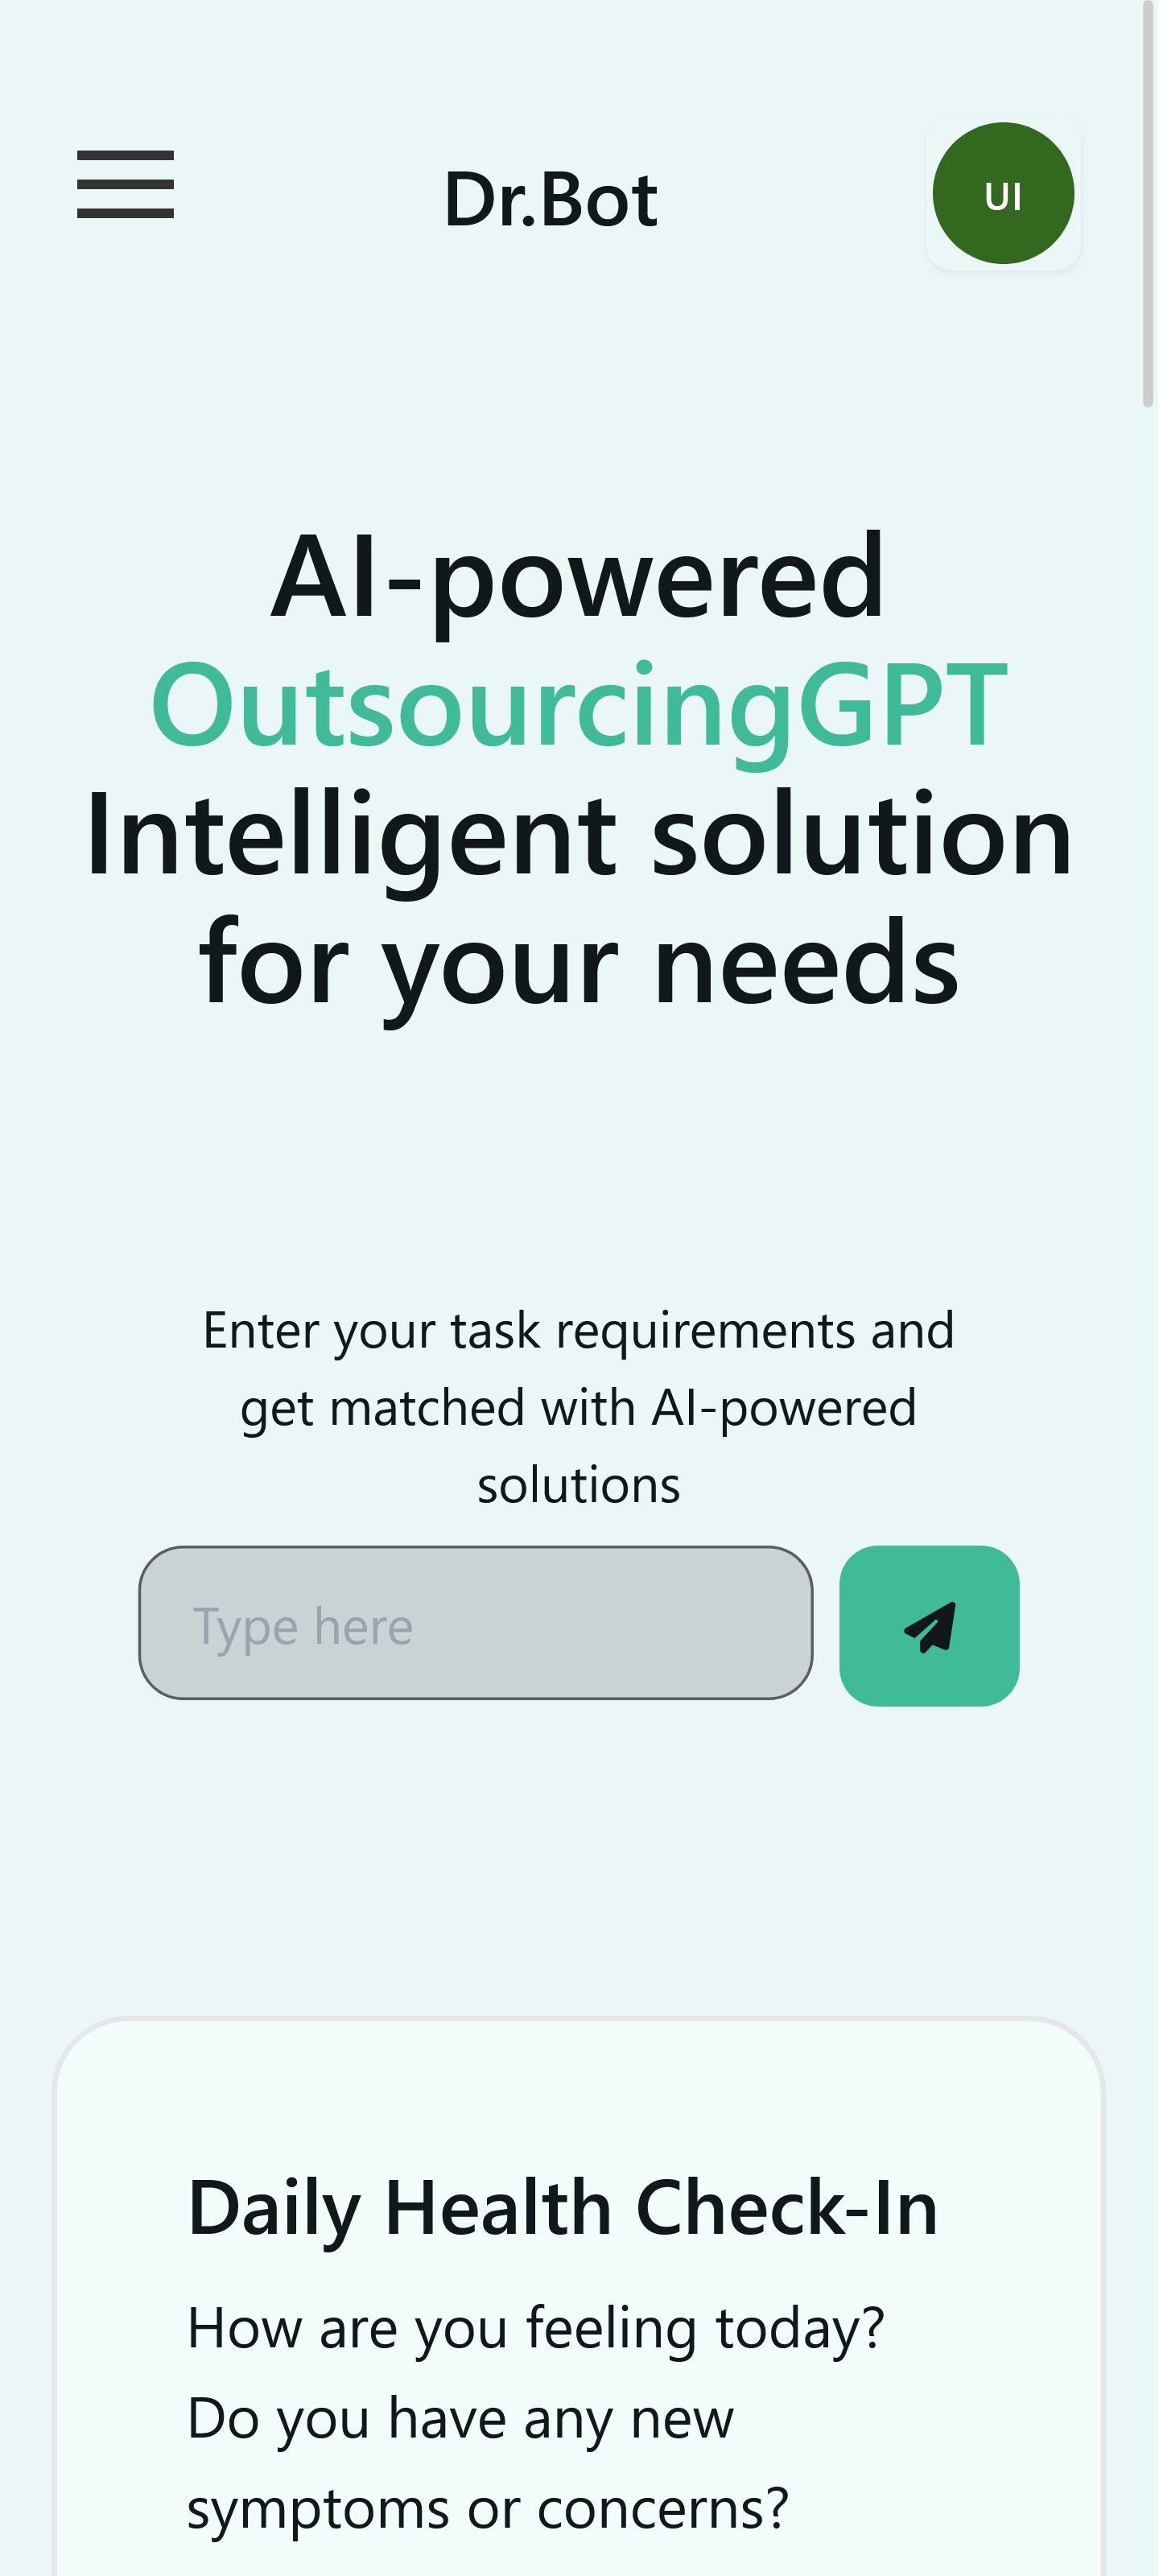 Dr.Bot
UI
AI-powered
OutsourcingGPT
Intelligent solution
for your needs
Enter your task requirements and
get matched with AI-powered
solutions
Type here
Daily Health Check-In
How are you feeling today?
Do you have any new
symptoms or concerns?